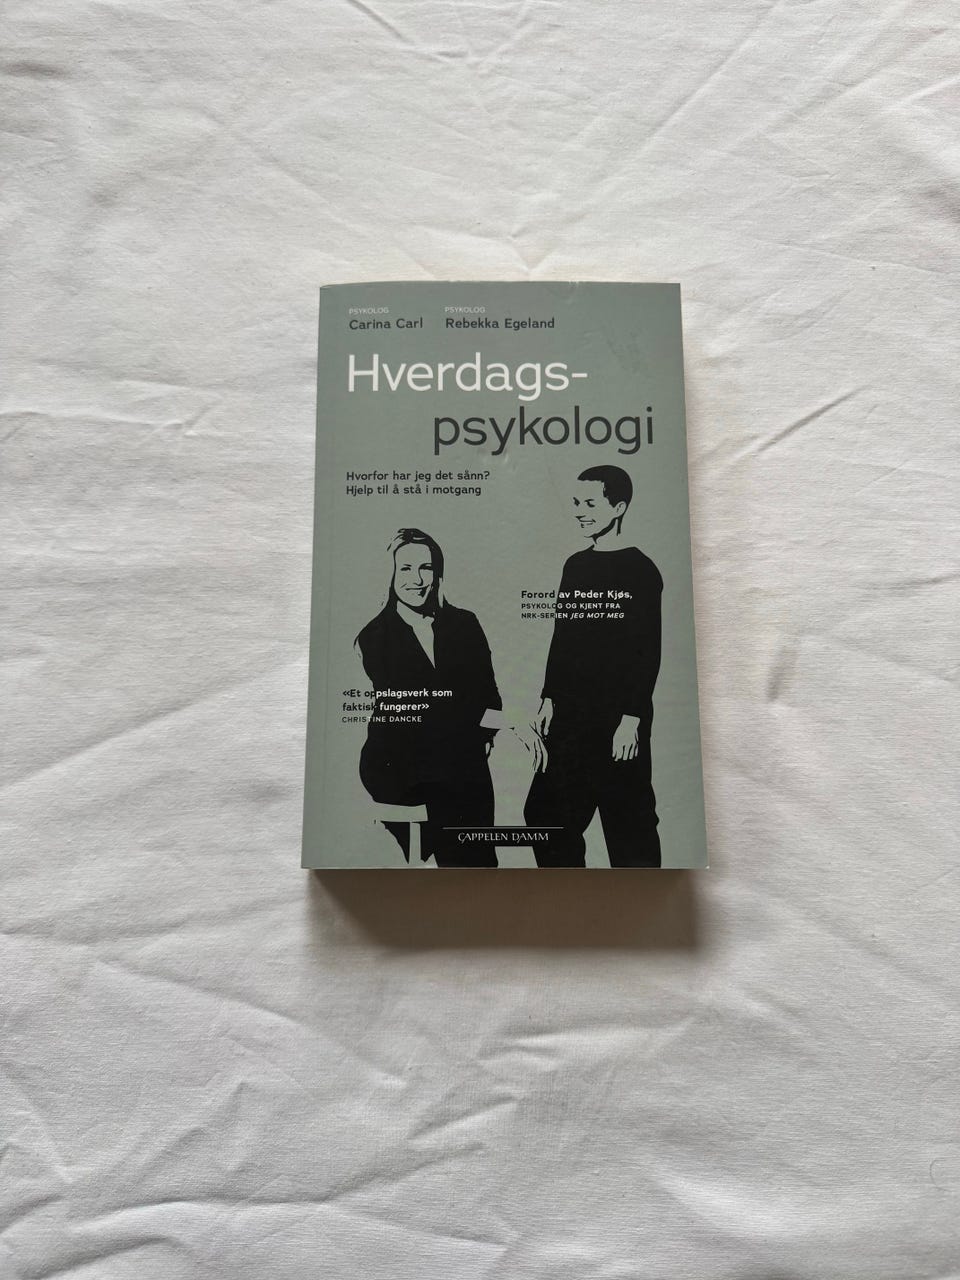 PSYKOLOG
Carina Carl
PSYKOLOG
Rebekka Egeland
Hverdags-
psykologi
Hvorfor har jeg det sånn?
Hjelp til å stå i motgang
Forord av Peder Kjøs,
PSYKOLOG OG KJENT FRA
NRK-SERIEN JEG MOT MEG
«Et oppslagsverk som
faktisk fungerer»
CHRISTINE DANCKE
CAPPELEN DAMM